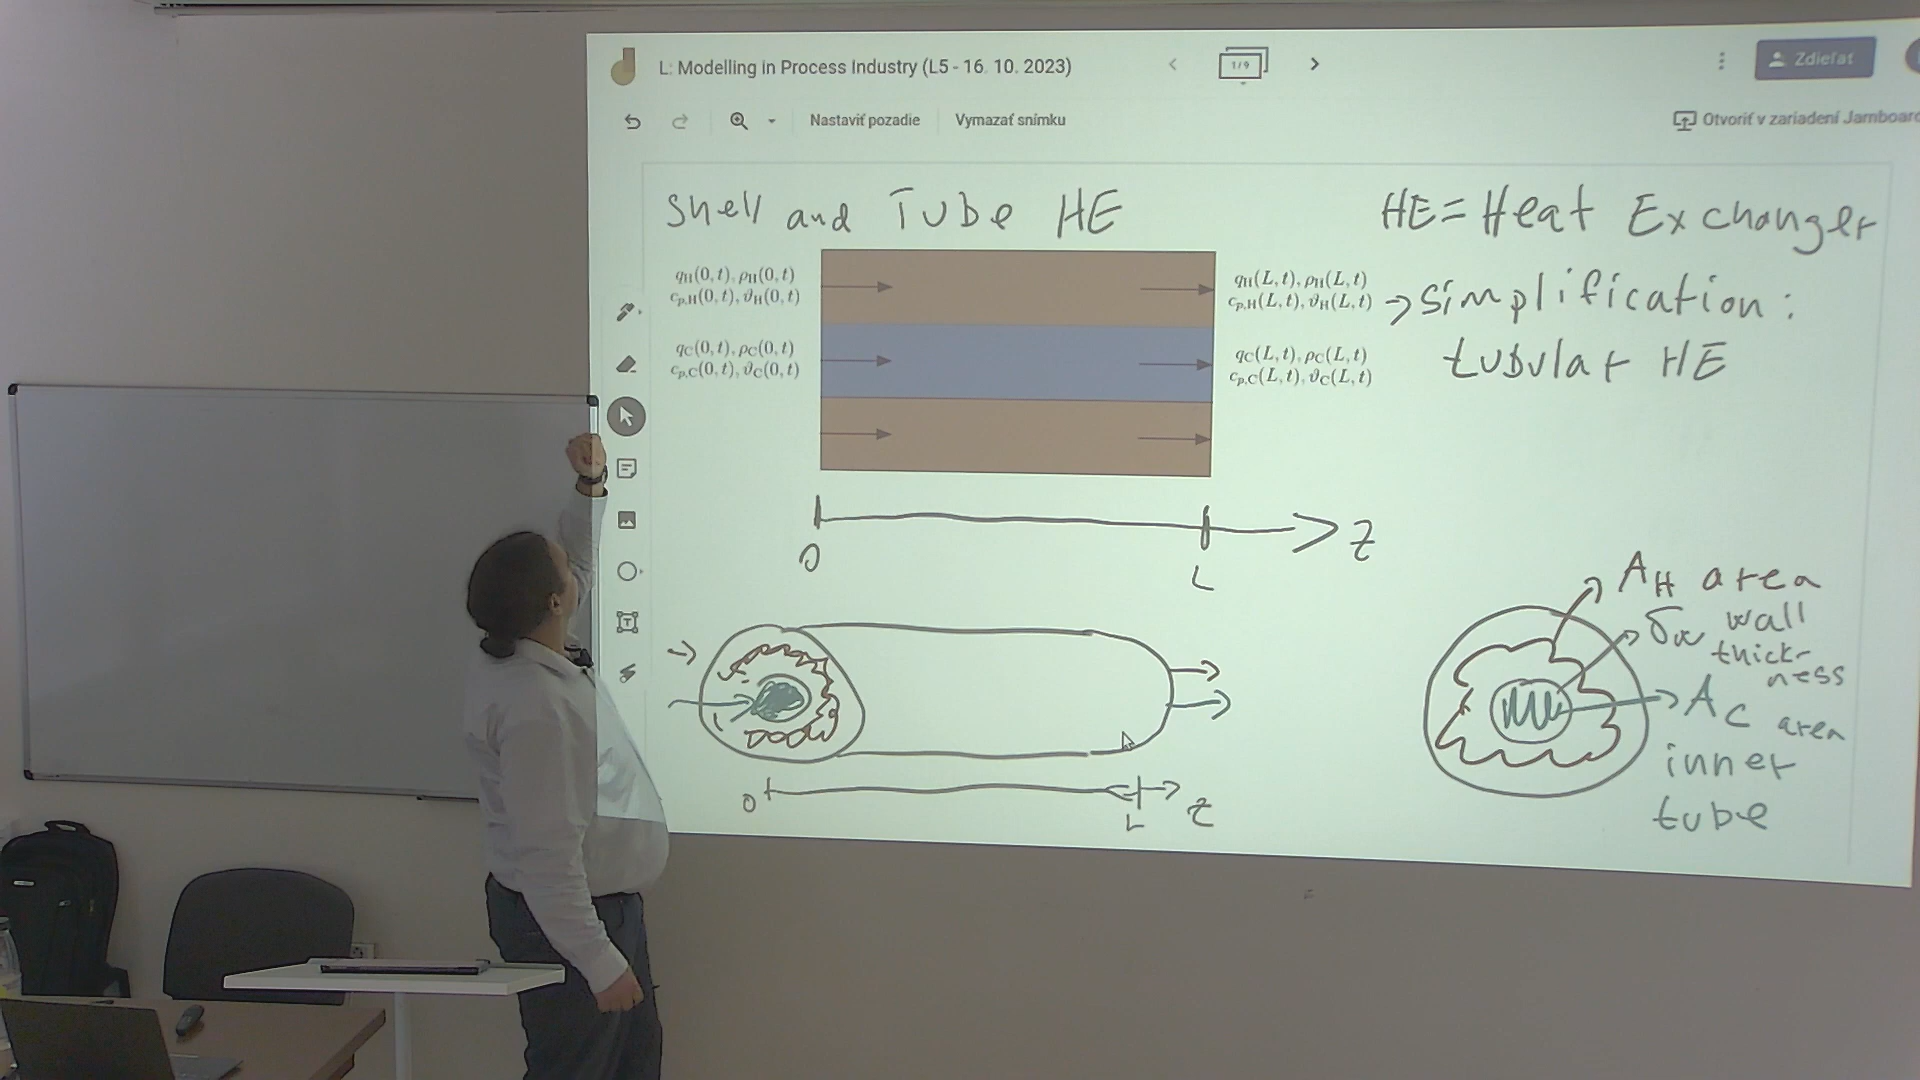 L: Modelling in Process Industry (L5 - 16. 10. 2023)
1/9
Zdieľať
Nastaviť pozadie
Vymazať snímku
Otvoriť v zariadení Jamboard
Shell and Tube HE
HE = Heat Exchanger
q_H(0, t), ρ_H(0, t)
c_p,H(0, t), ϑ_H(0, t)
q_H(L, t), ρ_H(L, t)
c_p,H(L, t), ϑ_H(L, t)
→ simplification:
tubular HE
q_C(0, t), ρ_C(0, t)
c_p,C(0, t), ϑ_C(0, t)
q_C(L, t), ρ_C(L, t)
c_p,C(L, t), ϑ_C(L, t)
0
L
z
A_H area
δ_w wall
thick-
ness
A_C area
inner
tube
0
L
z